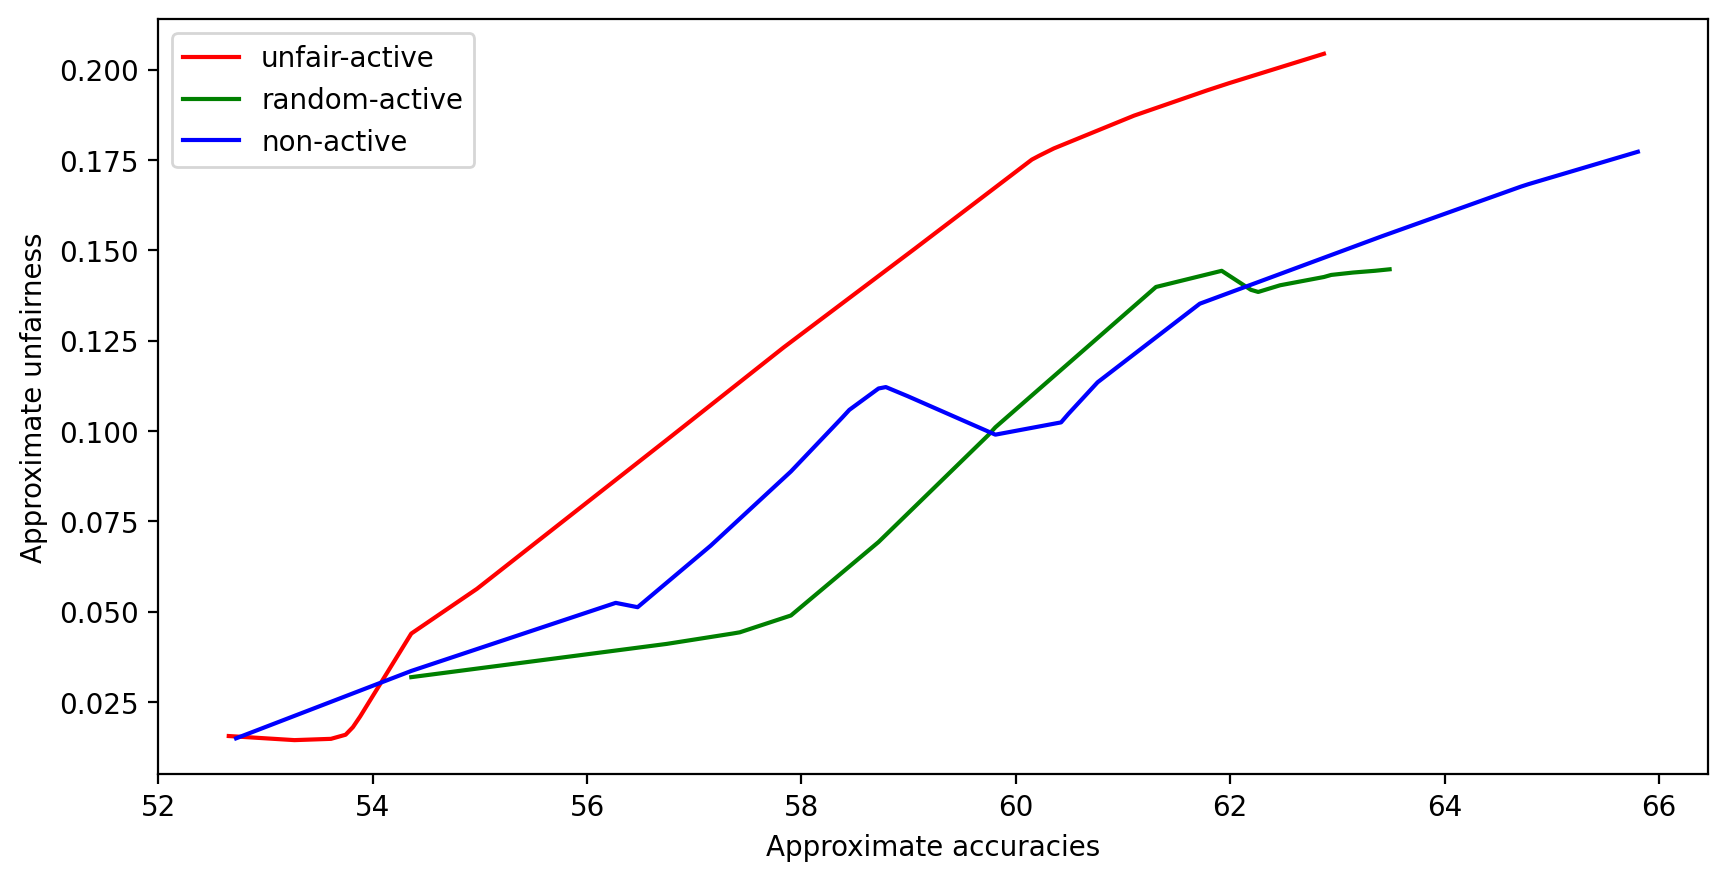 unfair-active
random-active
non-active
0.200
0.175
0.150
0.125
0.100
0.075
0.050
0.025
Approximate unfairness
52 54 56 58 60 62 64 66
Approximate accuracies